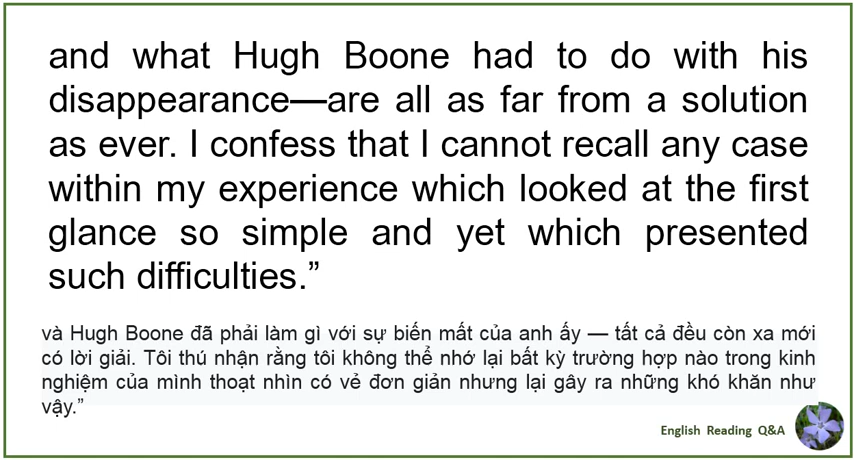 and what Hugh Boone had to do with his
disappearance—are all as far from a solution
as ever. I confess that I cannot recall any case
within my experience which looked at the first
glance so simple and yet which presented
such difficulties.”
và Hugh Boone đã phải làm gì với sự biến mất của anh ấy — tất cả đều còn xa mới
có lời giải. Tôi thú nhận rằng tôi không thể nhớ lại bất kỳ trường hợp nào trong kinh
nghiệm của mình thoạt nhìn có vẻ đơn giản nhưng lại gây ra những khó khăn như
vậy.”
English Reading Q&A